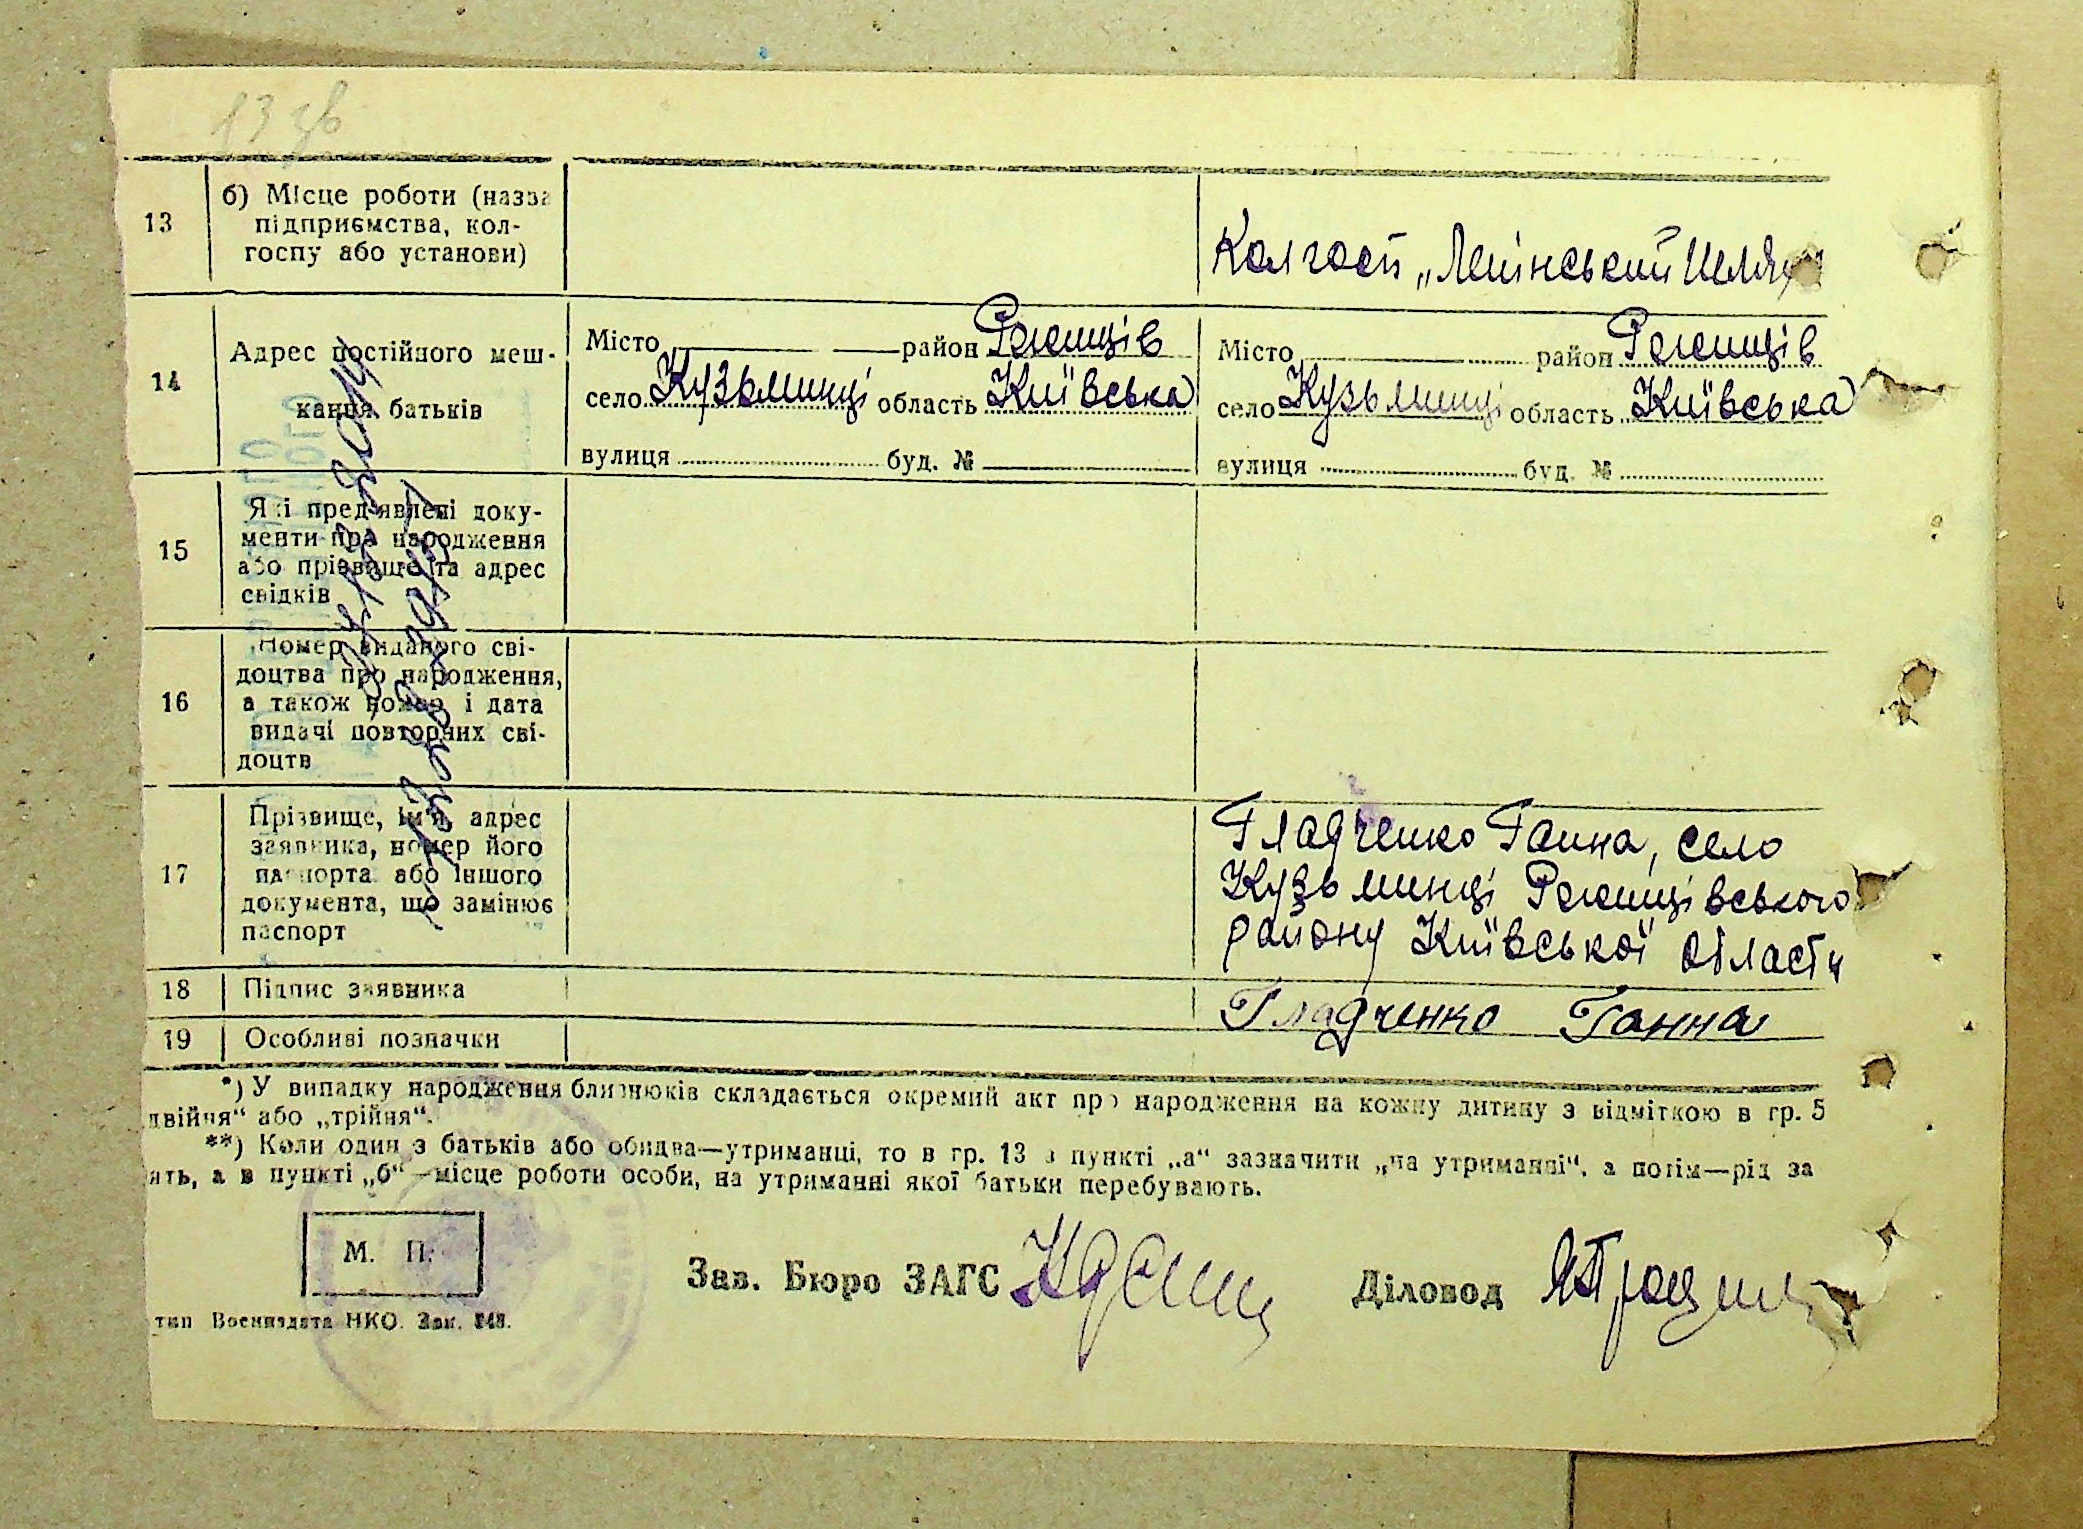 13 зв
13
б) Місце роботи (назва
підприємства, кол-
госпу або установи)
Колгосп „Ленінський Шлях
14
Адрес постійного меш-
кання батьків
Місто район Рокитнів
село Кузьминці область Київська
вулиця буд. №
Місто район Рокитнів
село Кузьминці область Київська
вулиця буд. №
15
Які пред'явлені доку-
менти про народження
або прізвище та адрес
свідків
16
Номер виданого сві-
доцтва про народження,
а також номер і дата
видачі повторних сві-
доцтв
17
Прізвище, ім'я, адрес
заявника, номер його
паспорта або іншого
документа, що замінює
паспорт
Гладченко Ганна, село
Кузьминці
району Київської області
18
Підпис заявника
Гладченко Ганна
19
Особливі позначки
*) У випадку народження близнюків складається окремий акт про народження на кожну дитину з відміткою в гр. 5
двійня“ або „трійня“.
**) Коли один з батьків або обидва—утриманці, то в гр. 13 в пункті „а“ зазначити „на утриманні“, а потім—рід за
ять, а в пункті „б“—місце роботи особи, на утриманні якої батьки перебувають.
М. П.
Зав. Бюро ЗАГС
Діловод
тип Воениздата НКО. Зак. 848.